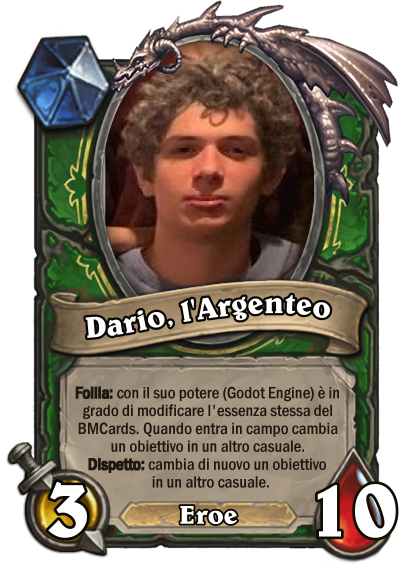 Dario, l'Argenteo
Follia: con il suo potere (Godot Engine) è in
grado di modificare l'essenza stessa del
BMCards. Quando entra in campo cambia
un obiettivo in un altro casuale.
Dispetto: cambia di nuovo un obiettivo
in un altro casuale.
3
Eroe
10